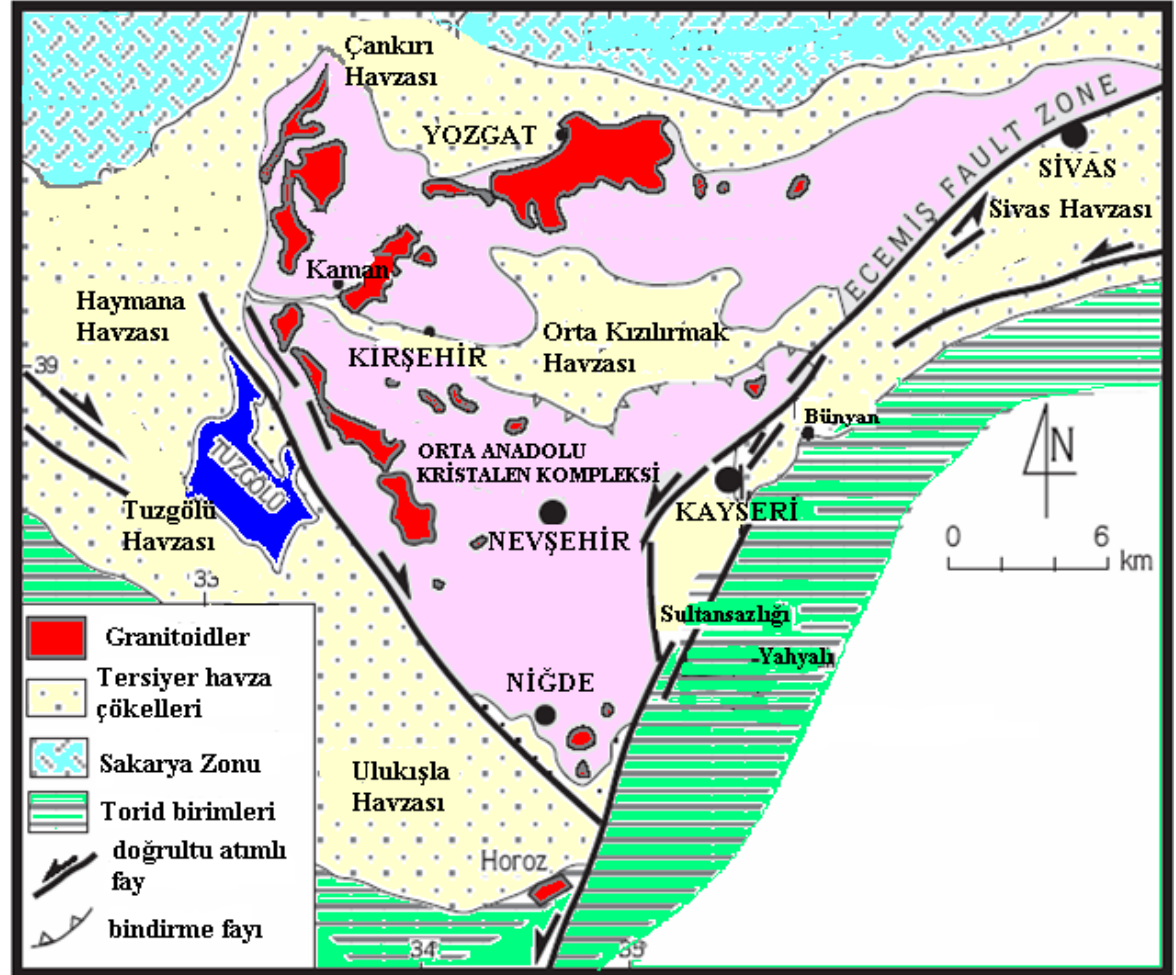 Çankırı
Havzası
YOZGAT
ECEMİŞ FAULT ZONE
SİVAS
Sivas Havzası
Kaman
Haymana
Havzası
KİRŞEHİR
Orta Kızılırmak
Havzası
39
Bünyan
TUZGÖLÜ
ORTA ANADOLU
KRİSTALEN KOMPLEKSİ
N
KAYSERİ
Tuzgölü
Havzası
NEVŞEHİR
0 6
km
33
Sultansazlığı
Yahyalı
NİĞDE
Ulukışla
Havzası
Horoz
34 35
Granitoidler
Tersiyer havza
çökelleri
Sakarya Zonu
Torid birimleri
doğrultu atımlı
fay
bindirme fayı